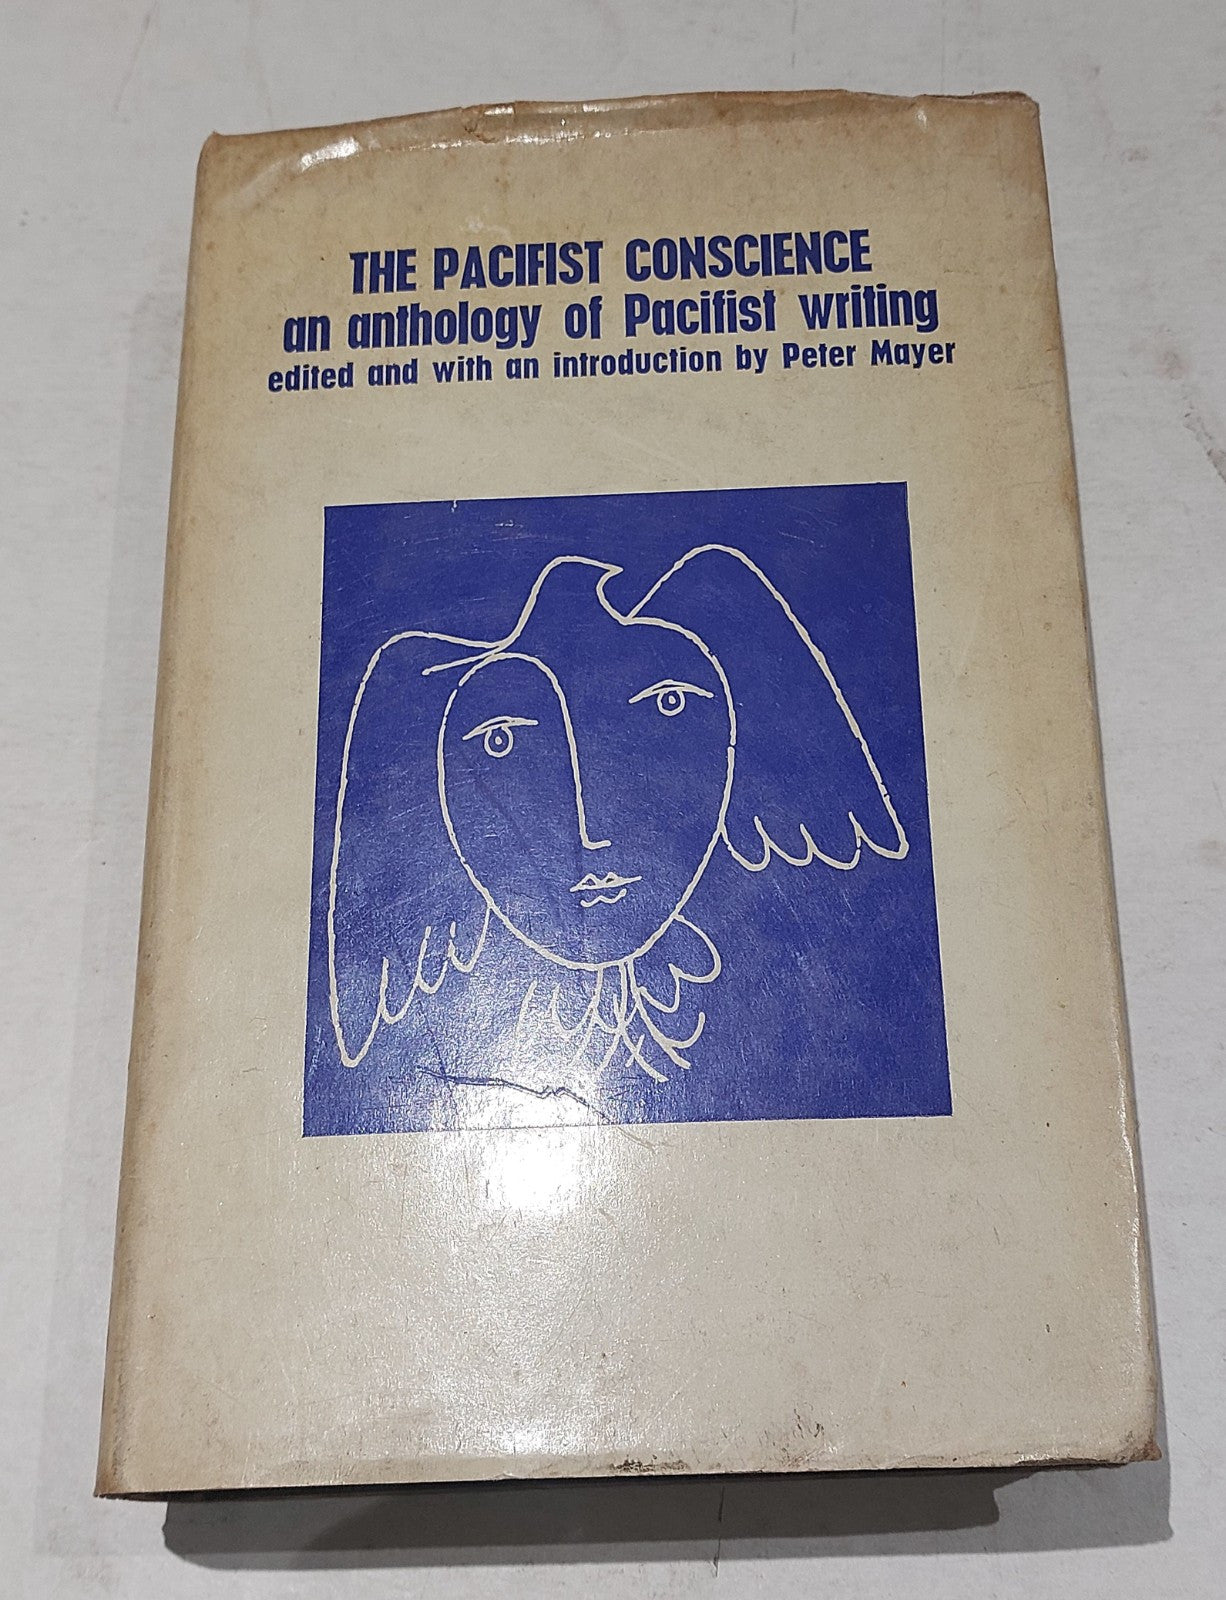 THE PACIFIST CONSCIENCE
an anthology of Pacifist writing
edited and with an introduction by Peter Mayer